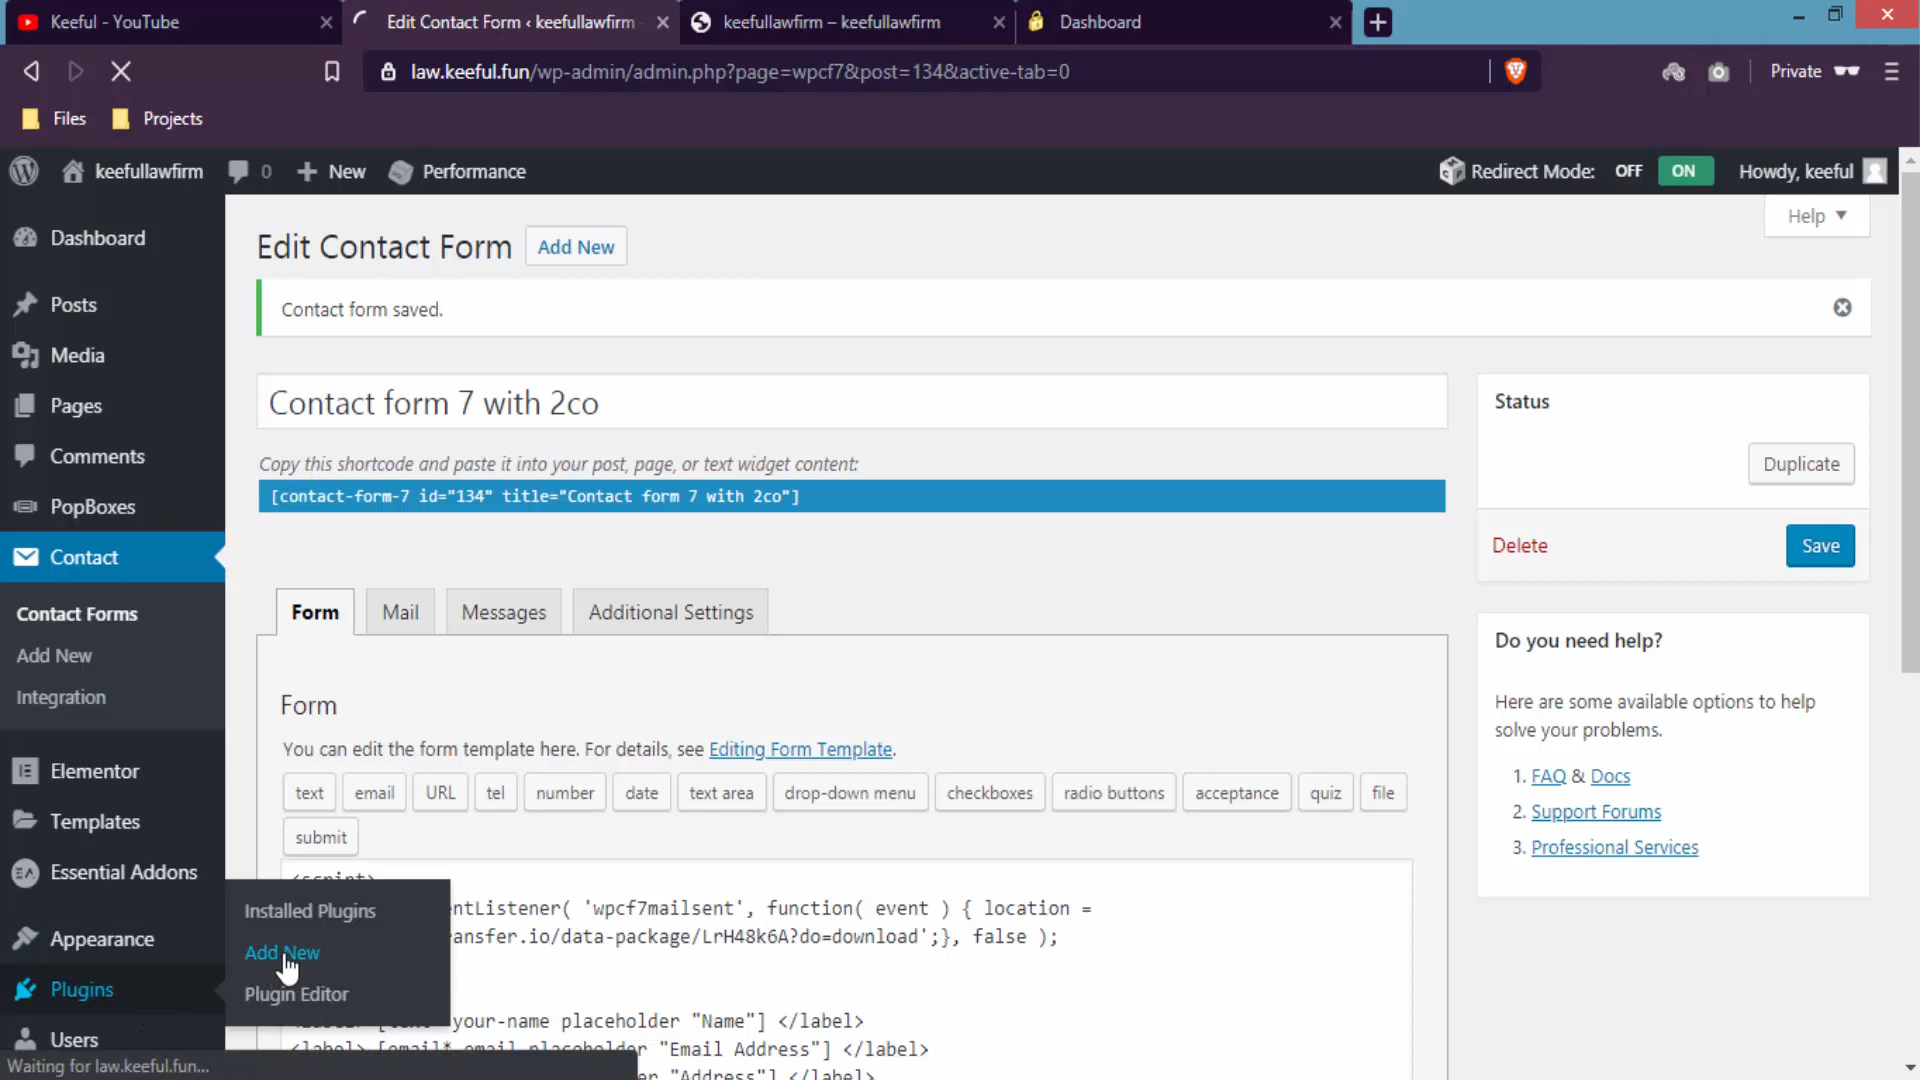 Keeful - YouTube
Edit Contact Form ‹ keefullawfirm
keefullawfirm – keefullawfirm
Dashboard
law.keeful.fun/wp-admin/admin.php?page=wpcf7&post=134&active-tab=0
Private
Files
Projects
keefullawfirm
0
New
Performance
Redirect Mode:
OFF
ON
Howdy, keeful
Help
Dashboard
Posts
Media
Pages
Comments
PopBoxes
Contact
Contact Forms
Add New
Integration
Elementor
Templates
Essential Addons
Appearance
Plugins
Users
Installed Plugins
Add New
Plugin Editor
Waiting for law.keeful.fun...
Edit Contact Form
Add New
Contact form saved.
Contact form 7 with 2co
Copy this shortcode and paste it into your post, page, or text widget content:
[contact-form-7 id="134" title="Contact form 7 with 2co"]
Form
Mail
Messages
Additional Settings
Form
You can edit the form template here. For details, see Editing Form Template.
text
email
URL
tel
number
date
text area
drop-down menu
checkboxes
radio buttons
acceptance
quiz
file
submit
<script>
entListener( 'wpcf7mailsent', function( event ) { location =
ansfer.io/data-package/LrH48k6A?do=download';}, false );
your-name placeholder "Name"] </label>
<label> [email* email placeholder "Email Address"] </label>
er "Address"] </label>
Status
Duplicate
Delete
Save
Do you need help?
Here are some available options to help
solve your problems.
1. FAQ & Docs
2. Support Forums
3. Professional Services